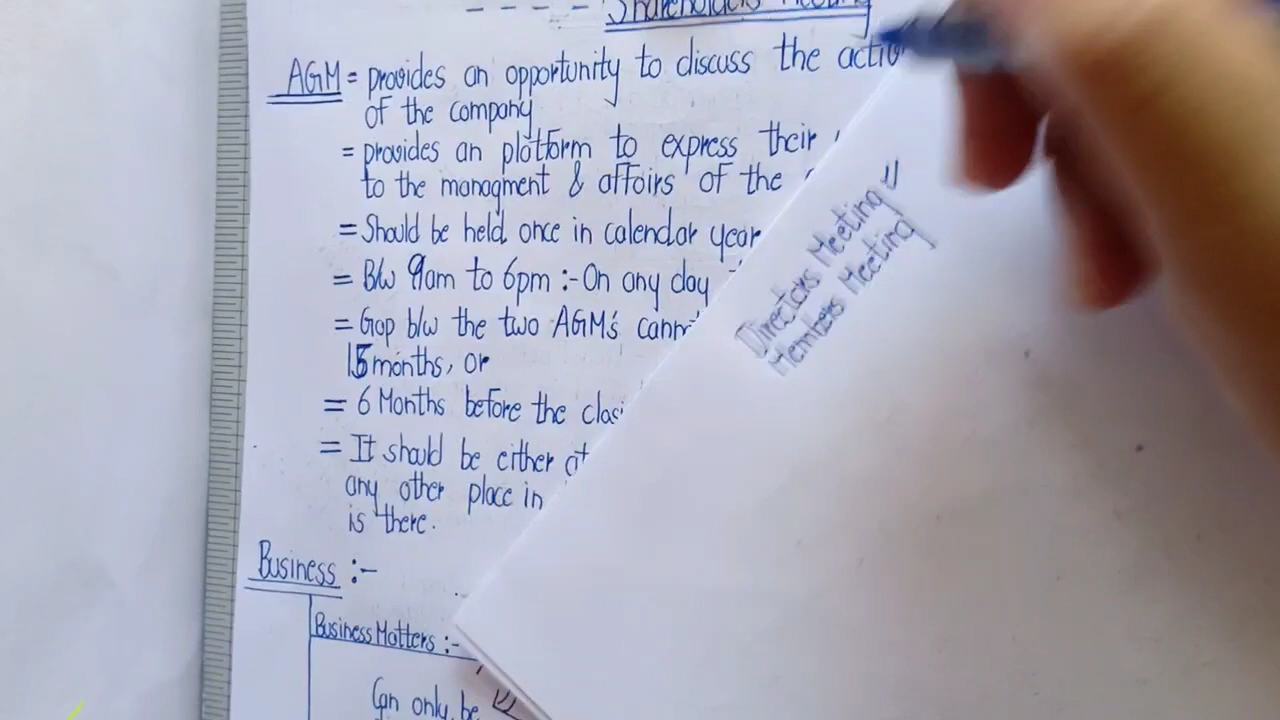 Shareholders Meeting
AGM = provides an opportunity to discuss the
of the company
= provides an platform to express their
to the managment & affairs of the
= Should be held once in calendar year
= B/w 9am to 6pm :- On any day
= Gap b/w the two AGM's
15 months, or
= 6 Months before the
= It should be either at
any other place in
is there.
Business :-
Business Matters :-
Can only be
Directors Meeting
Members Meeting